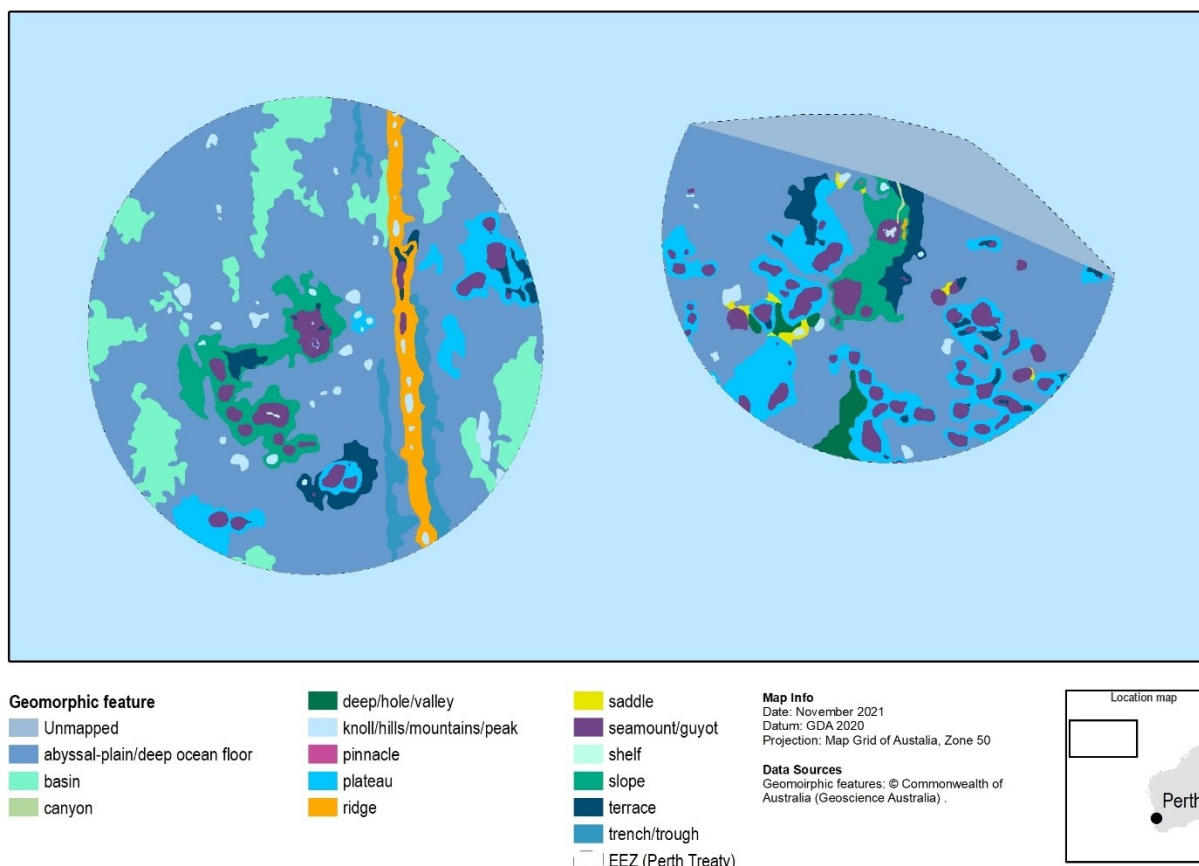 Geomorphic feature
Unmapped
abyssal-plain/deep ocean floor
basin
canyon
deep/hole/valley
knoll/hills/mountains/peak
pinnacle
plateau
ridge
saddle
seamount/guyot
shelf
slope
terrace
trench/trough
EEZ (Perth Treaty)
Map Info
Date: November 2021
Datum: GDA 2020
Projection: Map Grid of Austalia, Zone 50
Data Sources
Geomoirphic features: © Commonwealth of
Australia (Geoscience Australia) .
Location map
Perth